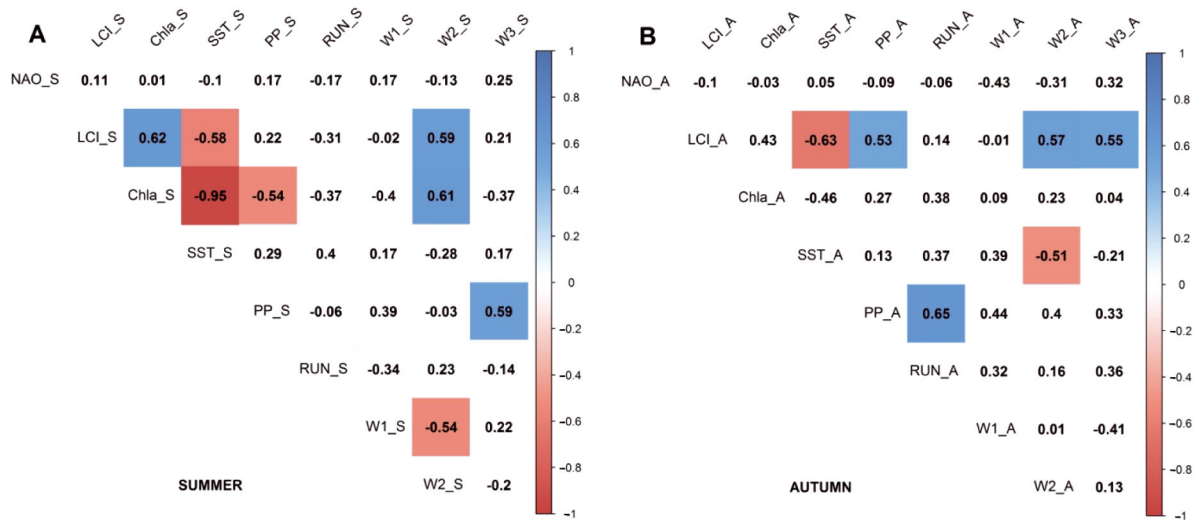 A
LCI_S Chla_S SST_S PP_S RUN_S W1_S W2_S W3_S
NAO_S 0.11 0.01 -0.1 0.17 -0.17 0.17 -0.13 0.25
LCI_S 0.62 -0.58 0.22 -0.31 -0.02 0.59 0.21
Chla_S -0.95 -0.54 -0.37 -0.4 0.61 -0.37
SST_S 0.29 0.4 0.17 -0.28 0.17
PP_S -0.06 0.39 -0.03 0.59
RUN_S -0.34 0.23 -0.14
W1_S -0.54 0.22
SUMMER W2_S -0.2
1
0.8
0.6
0.4
0.2
0
−0.2
−0.4
−0.6
−0.8
−1
B
LCI_A Chla_A SST_A PP_A RUN_A W1_A W2_A W3_A
NAO_A -0.1 -0.03 0.05 -0.09 -0.06 -0.43 -0.31 0.32
LCI_A 0.43 -0.63 0.53 0.14 -0.01 0.57 0.55
Chla_A -0.46 0.27 0.38 0.09 0.23 0.04
SST_A 0.13 0.37 0.39 -0.51 -0.21
PP_A 0.65 0.44 0.4 0.33
RUN_A 0.32 0.16 0.36
W1_A 0.01 -0.41
AUTUMN W2_A 0.13
1
0.8
0.6
0.4
0.2
0
−0.2
−0.4
−0.6
−0.8
−1